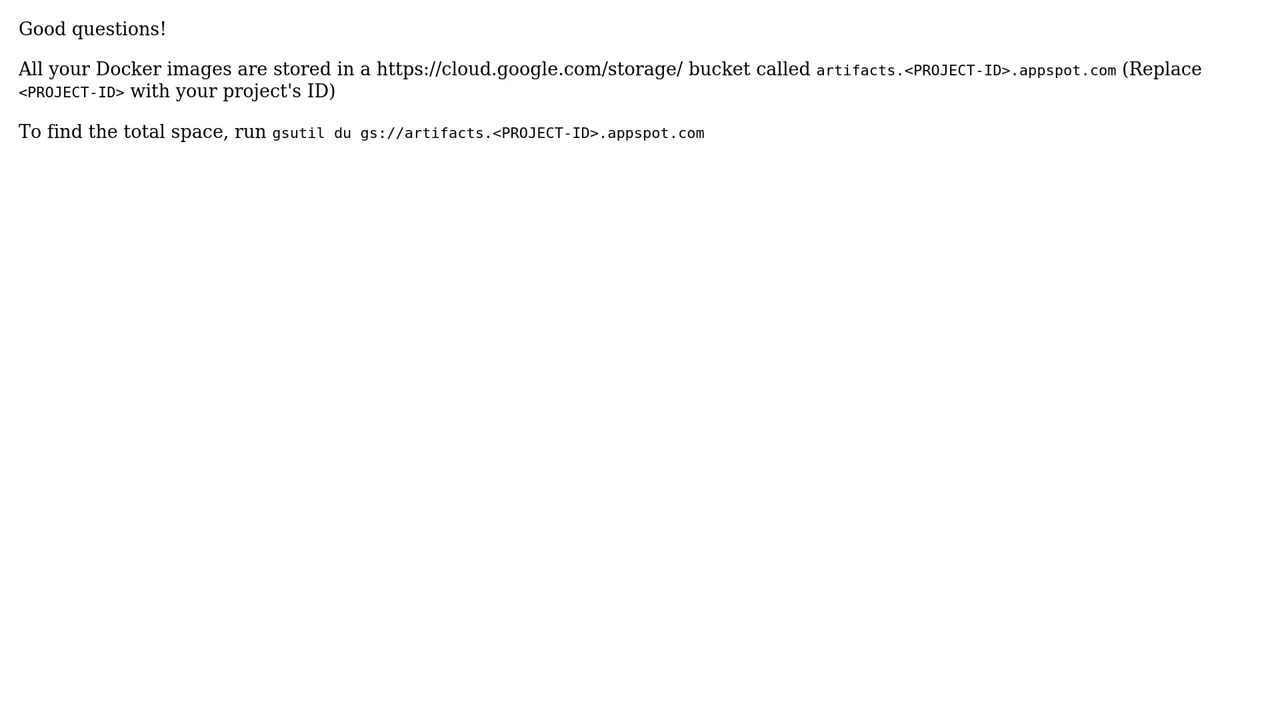 Good questions!
All your Docker images are stored in a https://cloud.google.com/storage/ bucket called artifacts.<PROJECT-ID>.appspot.com (Replace
<PROJECT-ID> with your project's ID)
To find the total space, run gsutil du gs://artifacts.<PROJECT-ID>.appspot.com